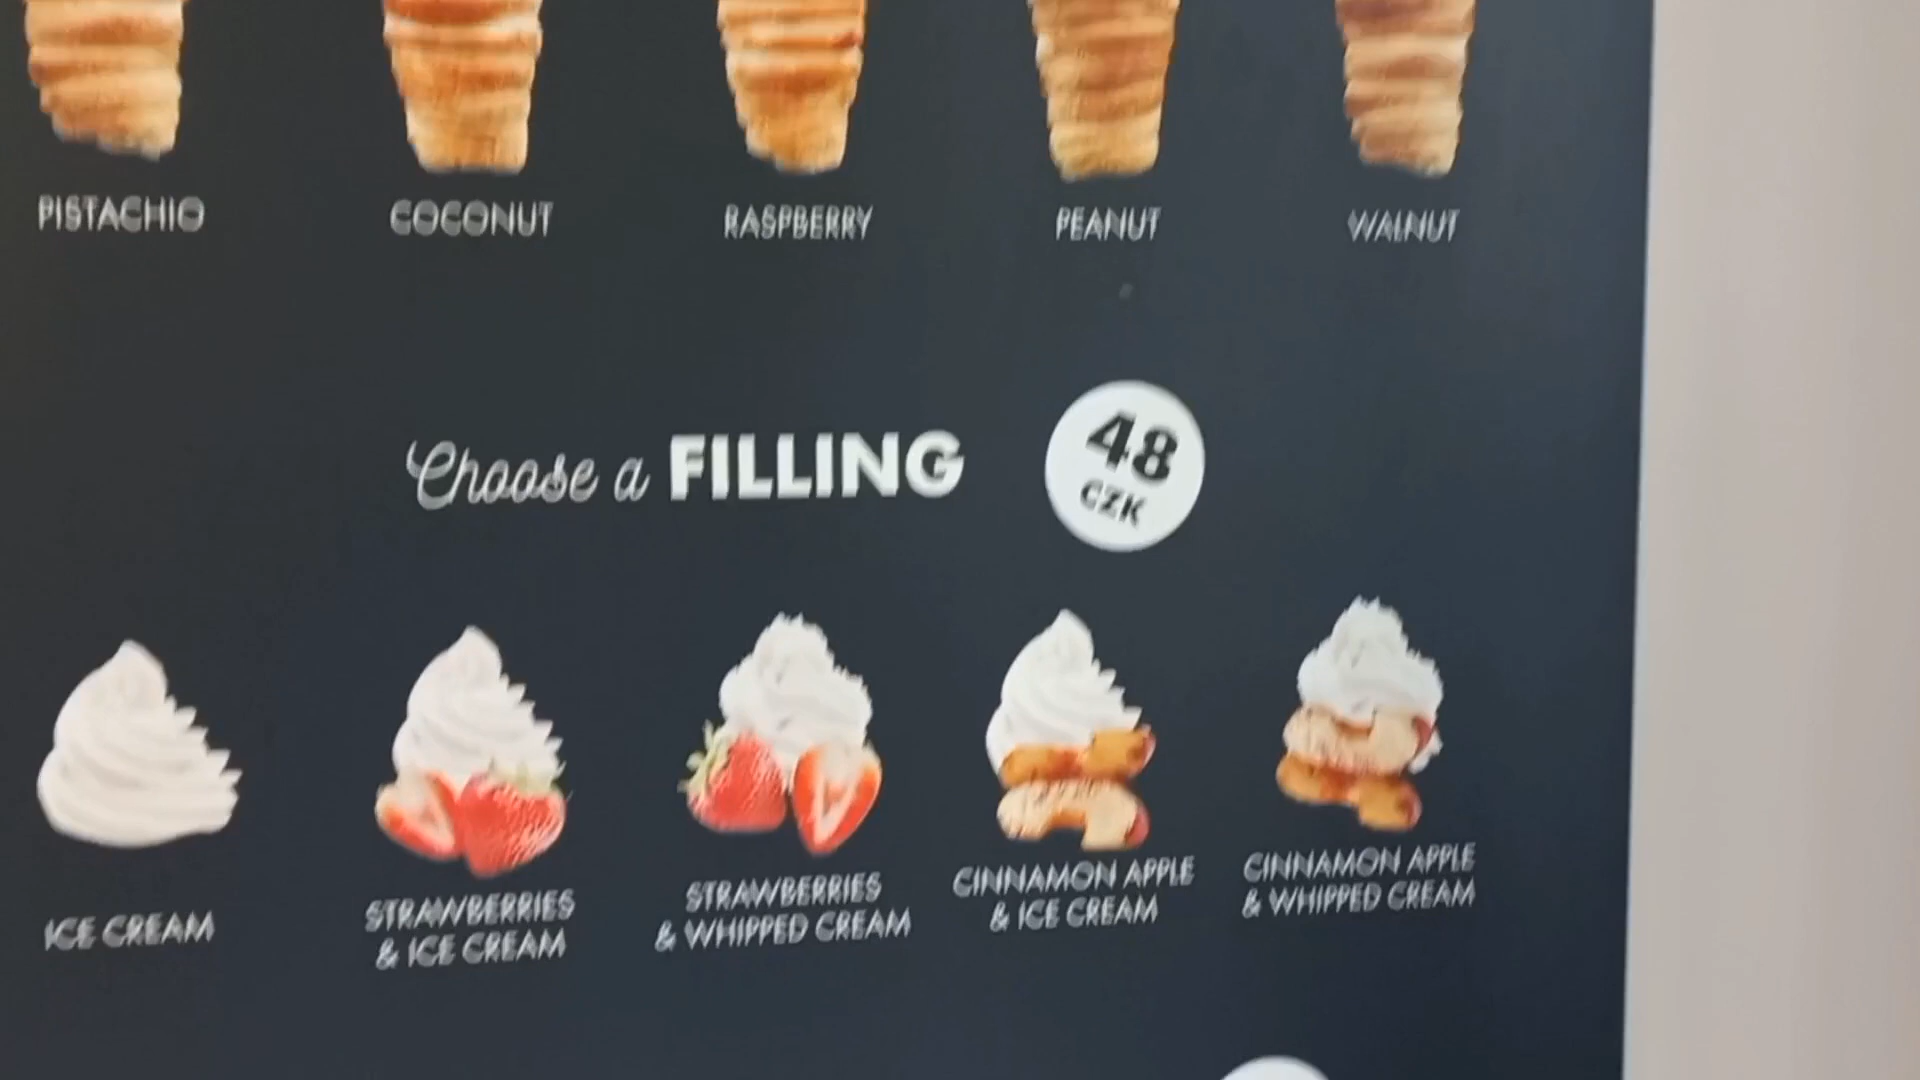 PISTACHIO
COCONUT
RASPBERRY
PEANUT
WALNUT
Choose a FILLING
48
CZK
ICE CREAM
STRAWBERRIES
& ICE CREAM
STRAWBERRIES
& WHIPPED CREAM
CINNAMON APPLE
& ICE CREAM
CINNAMON APPLE
& WHIPPED CREAM